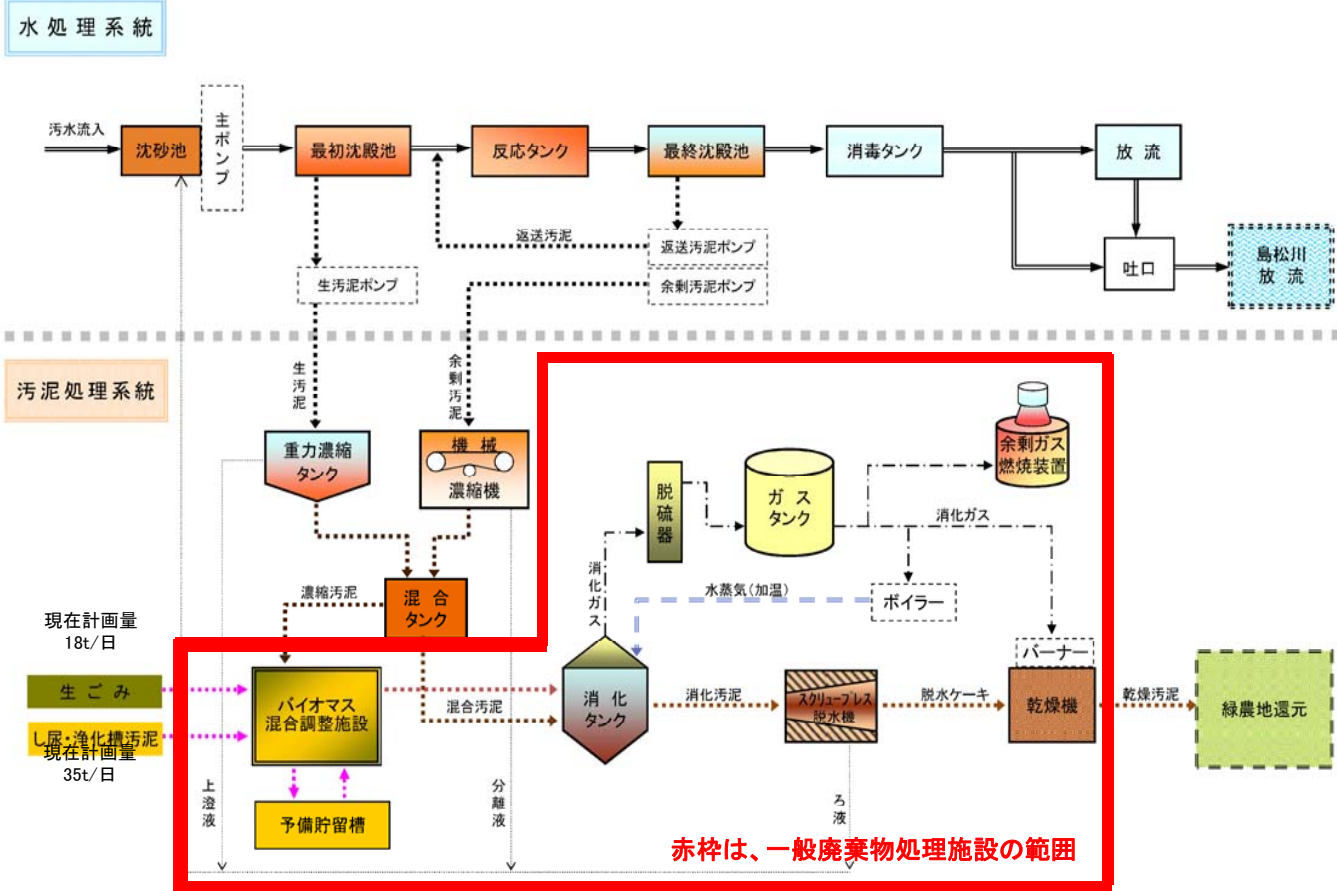 水処理系統
汚水流入
沈砂池
主ポンプ
最初沈殿池
反応タンク
最終沈殿池
消毒タンク
放流
返送汚泥
返送汚泥ポンプ
吐口
島松川
放流
生汚泥ポンプ
余剰汚泥ポンプ
汚泥処理系統
生汚泥
余剰汚泥
重力濃縮
タンク
機械
濃縮機
脱硫器
ガス
タンク
余剰ガス
燃焼装置
消化ガス
消化ガス
濃縮汚泥
混合
タンク
水蒸気(加温)
ボイラー
現在計画量
18t/日
バーナー
生ごみ
バイオマス
混合調整施設
混合汚泥
消化
タンク
消化汚泥
スクリュープレス
脱水機
脱水ケーキ
乾燥機
乾燥汚泥
緑農地還元
し尿・浄化槽汚泥
現在計画量
35t/日
上澄液
予備貯留槽
分離液
ろ液
赤枠は、一般廃棄物処理施設の範囲